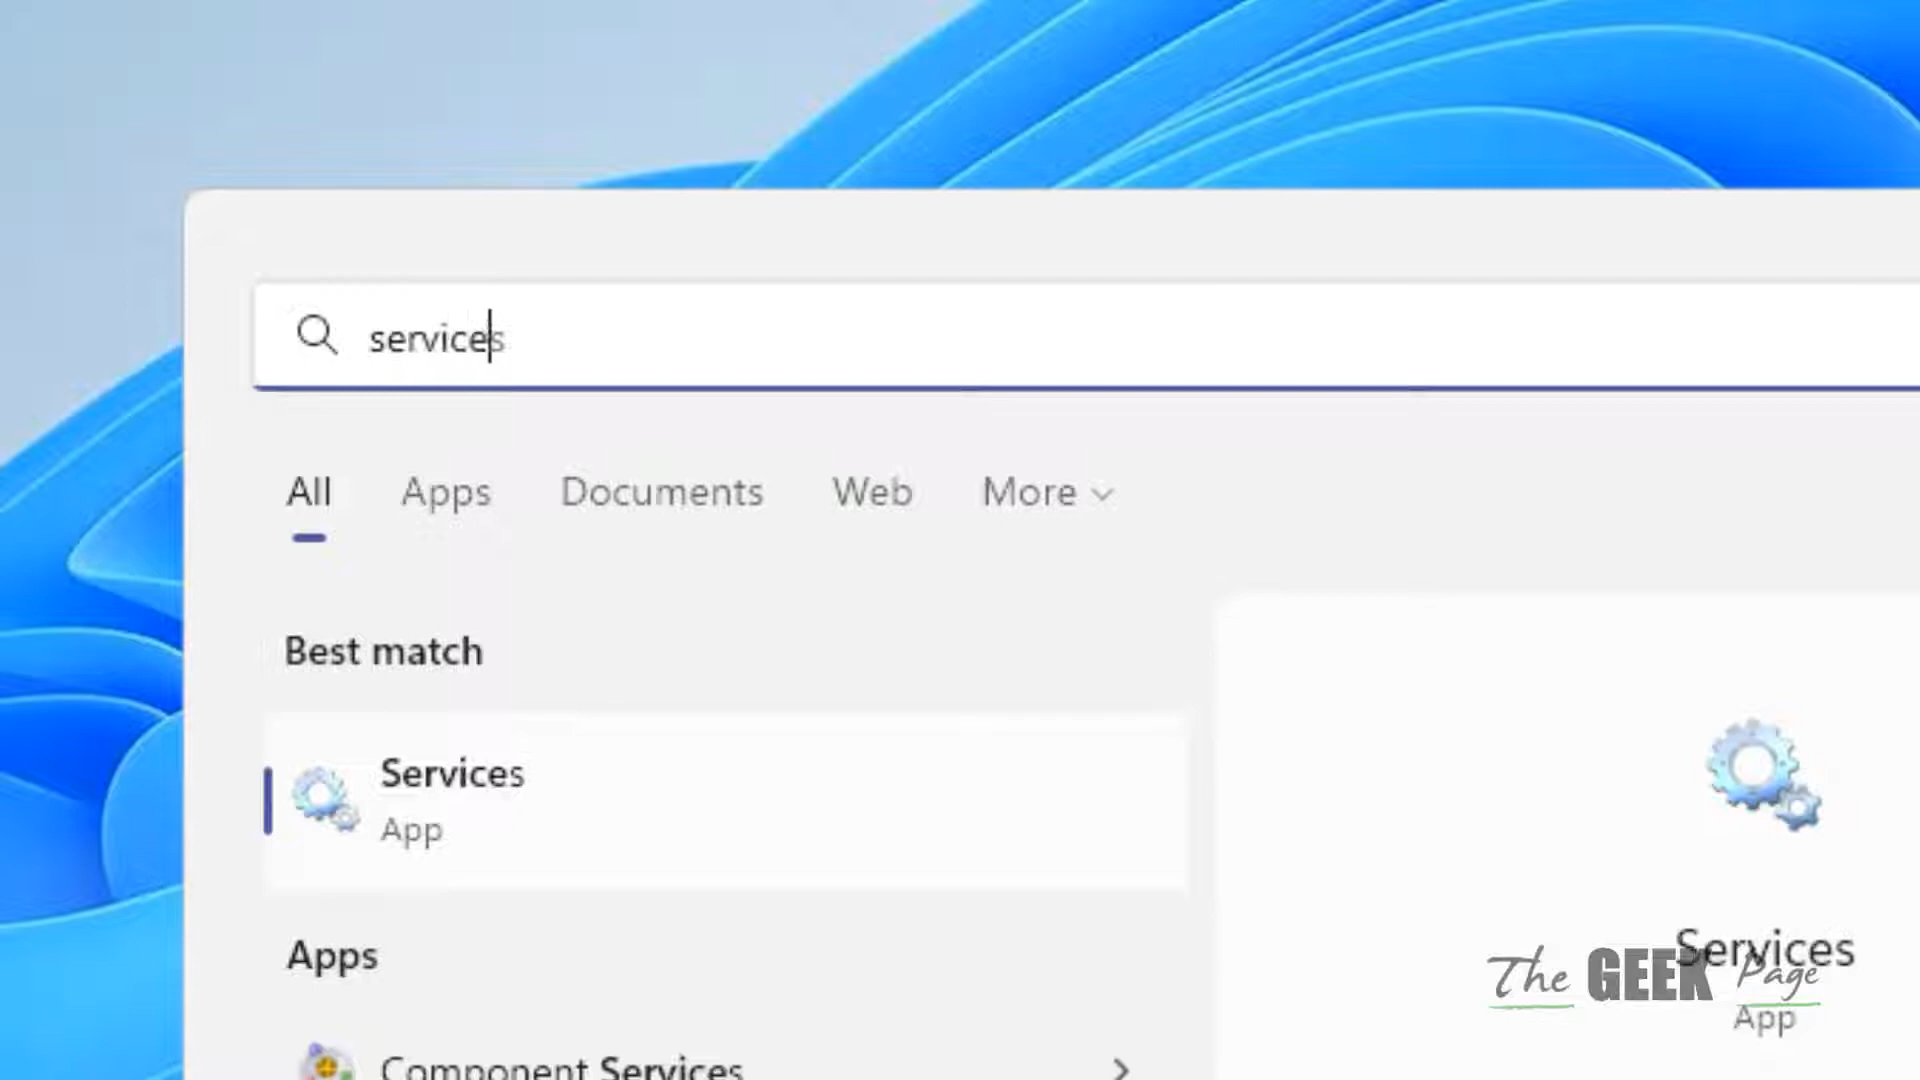 services
All Apps Documents Web More
Best match
Services
App
Apps
Component Services
Services
App
The GEEK Page